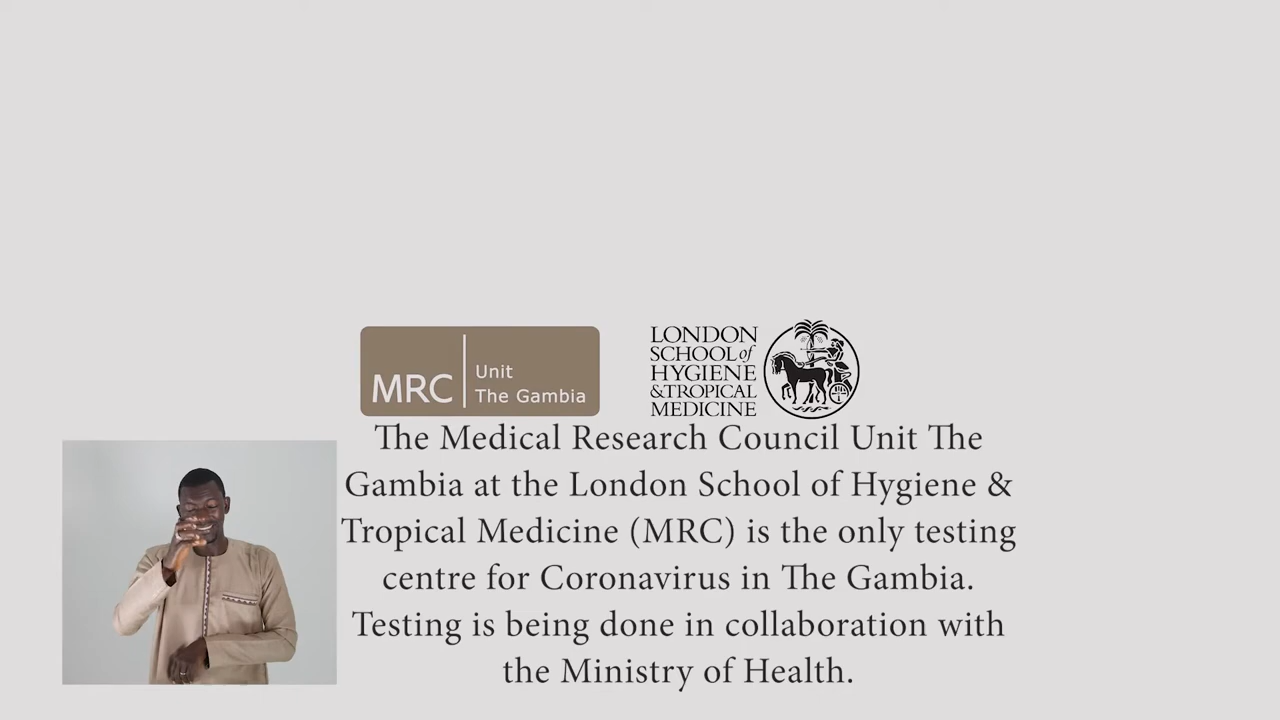 MRC
Unit
The Gambia
LONDON
SCHOOL of
HYGIENE
& TROPICAL
MEDICINE
The Medical Research Council Unit The
Gambia at the London School of Hygiene &
Tropical Medicine (MRC) is the only testing
centre for Coronavirus in The Gambia.
Testing is being done in collaboration with
the Ministry of Health.